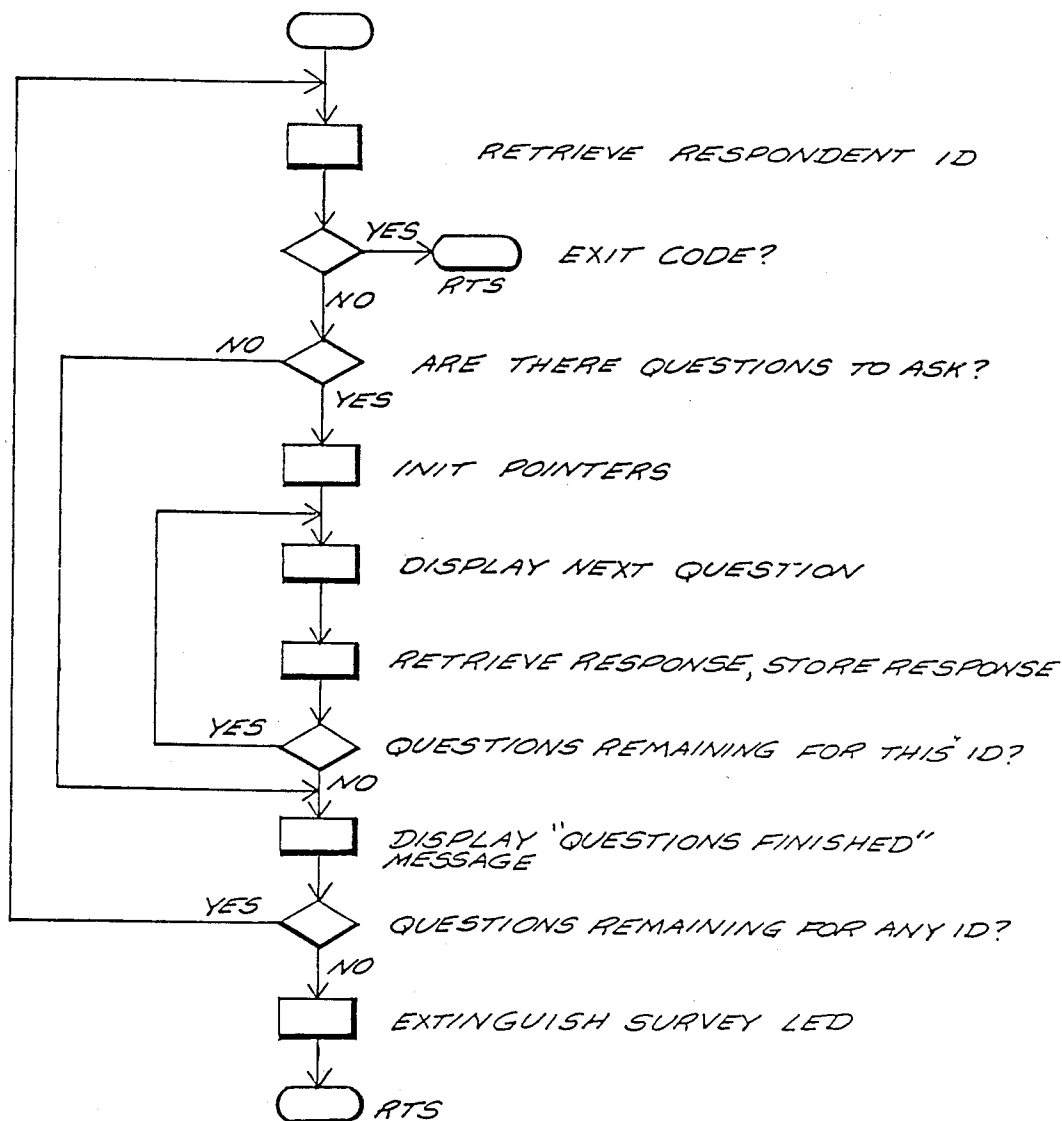 RETRIEVE RESPONDENT ID
YES
EXIT CODE?
RTS
NO
NO
ARE THERE QUESTIONS TO ASK?
YES
INIT POINTERS
DISPLAY NEXT QUESTION
RETRIEVE RESPONSE, STORE RESPONSE
YES
QUESTIONS REMAINING FOR THIS ID?
NO
DISPLAY "QUESTIONS FINISHED"
MESSAGE
YES
QUESTIONS REMAINING FOR ANY ID?
NO
EXTINGUISH SURVEY LED
RTS